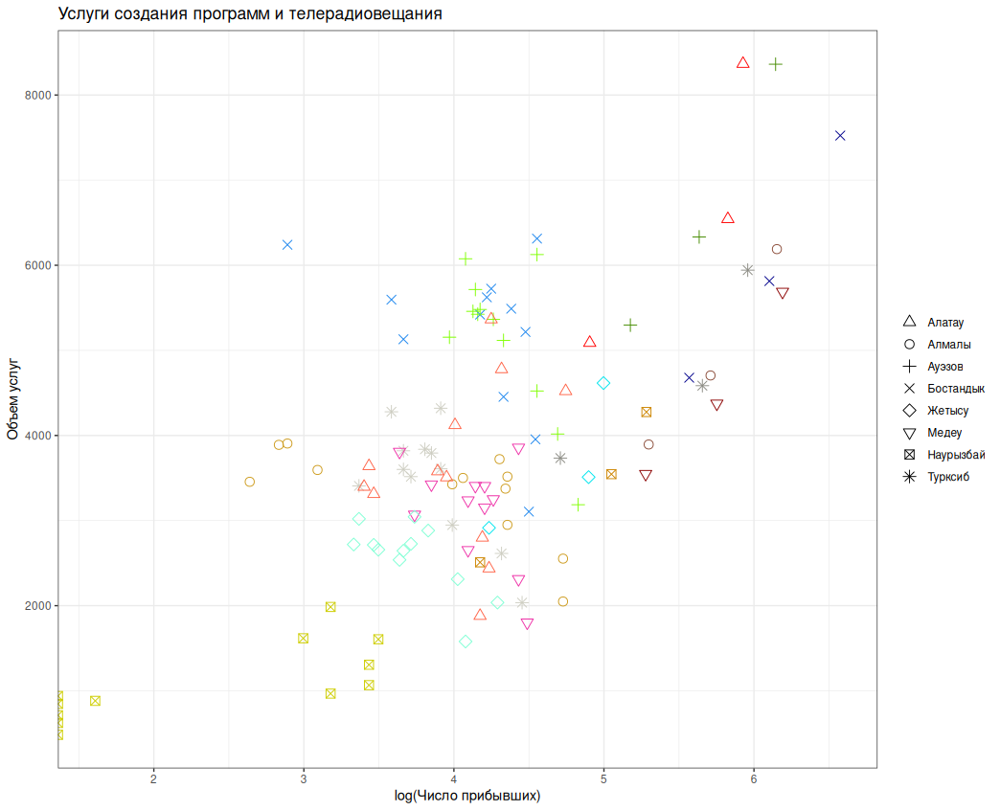 Услуги создания программ и телерадиовещания
8000
6000
4000
2000
Объем услуг
2 3 4 5 6
log(Число прибывших)
Алатау
Алмалы
Ауэзов
Бостандык
Жетысу
Медеу
Наурызбай
Турксиб